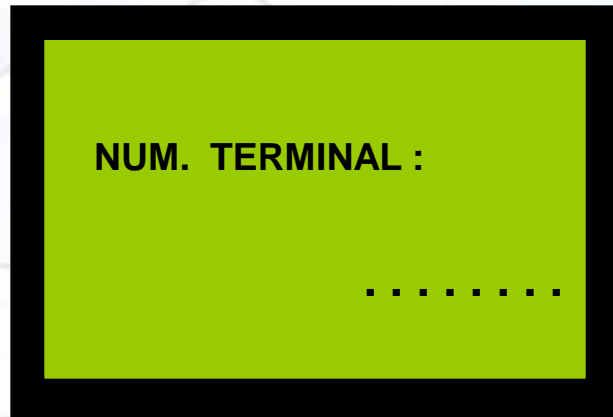 NUM. TERMINAL :
. . . . . . . .